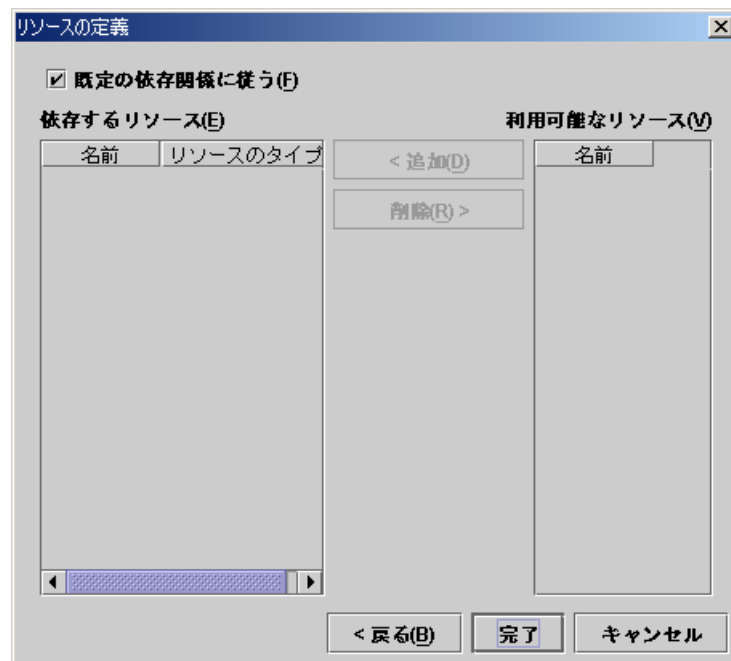 リソースの定義
既定の依存関係に従う(F)
依存するリソース(E) 利用可能なリソース(V)
名前 リソースのタイプ < 追加(D) 名前
削除(R) >
< 戻る(B) 完了 キャンセル